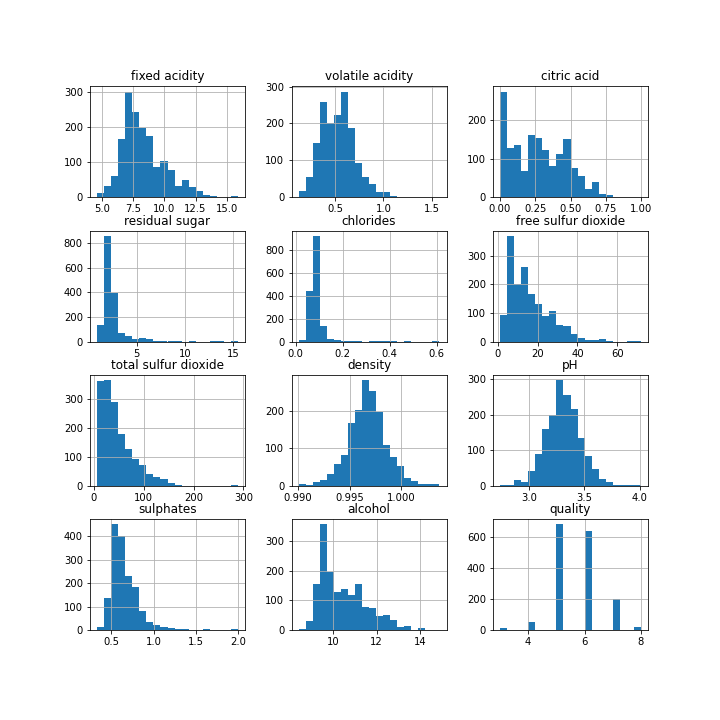 fixed acidity
volatile acidity
citric acid
300
200
100
0
5.0 7.5 10.0 12.5 15.0
300
200
100
0
0.5 1.0 1.5
200
100
0
0.00 0.25 0.50 0.75 1.00
residual sugar
chlorides
free sulfur dioxide
800
600
400
200
0
5 10 15
800
600
400
200
0
0.0 0.2 0.4 0.6
300
200
100
0
0 20 40 60
total sulfur dioxide
density
pH
300
200
100
0
0 100 200 300
200
100
0
0.990 0.995 1.000
300
200
100
0
3.0 3.5 4.0
sulphates
alcohol
quality
400
300
200
100
0
0.5 1.0 1.5 2.0
300
200
100
0
10 12 14
600
400
200
0
4 6 8